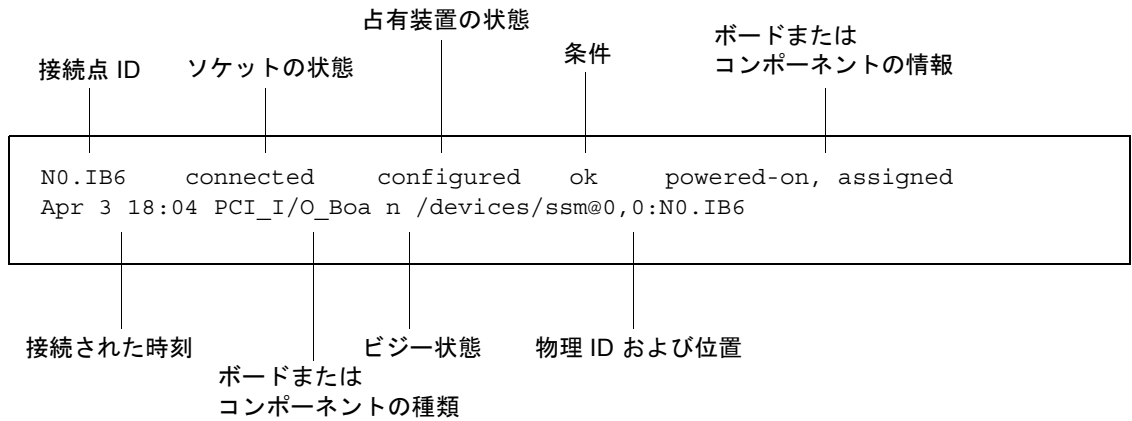 占有装置の状態
ボードまたは
コンポーネントの情報
条件
接続点 ID
ソケットの状態
N0.IB6 connected configured ok powered-on, assigned
Apr 3 18:04 PCI_I/O_Boa n /devices/ssm@0,0:N0.IB6
接続された時刻
ビジー状態
物理 ID および位置
ボードまたは
コンポーネントの種類